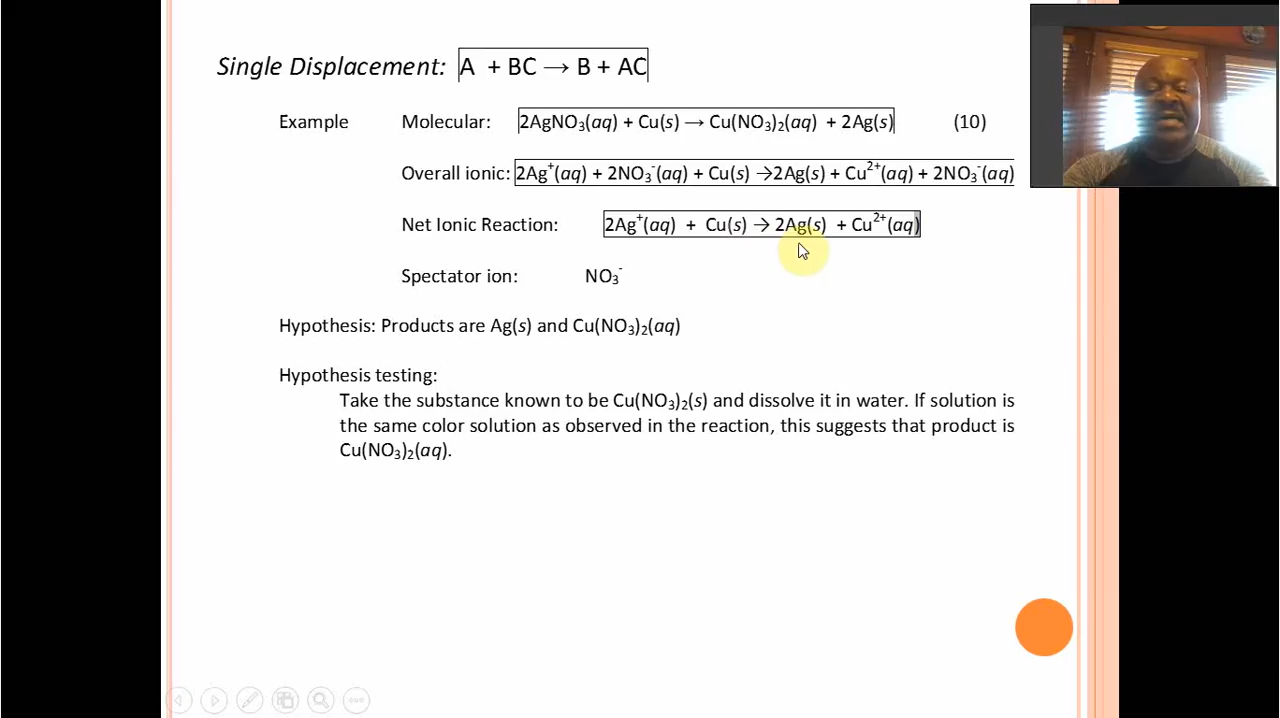 Single Displacement: A + BC → B + AC
Example Molecular: 2AgNO₃(aq) + Cu(s) → Cu(NO₃)₂(aq) + 2Ag(s) (10)
Overall ionic: 2Ag⁺(aq) + 2NO₃⁻(aq) + Cu(s) → 2Ag(s) + Cu²⁺(aq) + 2NO₃⁻(aq)
Net Ionic Reaction: 2Ag⁺(aq) + Cu(s) → 2Ag(s) + Cu²⁺(aq)
Spectator ion: NO₃⁻
Hypothesis: Products are Ag(s) and Cu(NO₃)₂(aq)
Hypothesis testing:
Take the substance known to be Cu(NO₃)₂(s) and dissolve it in water. If solution is
the same color solution as observed in the reaction, this suggests that product is
Cu(NO₃)₂(aq).